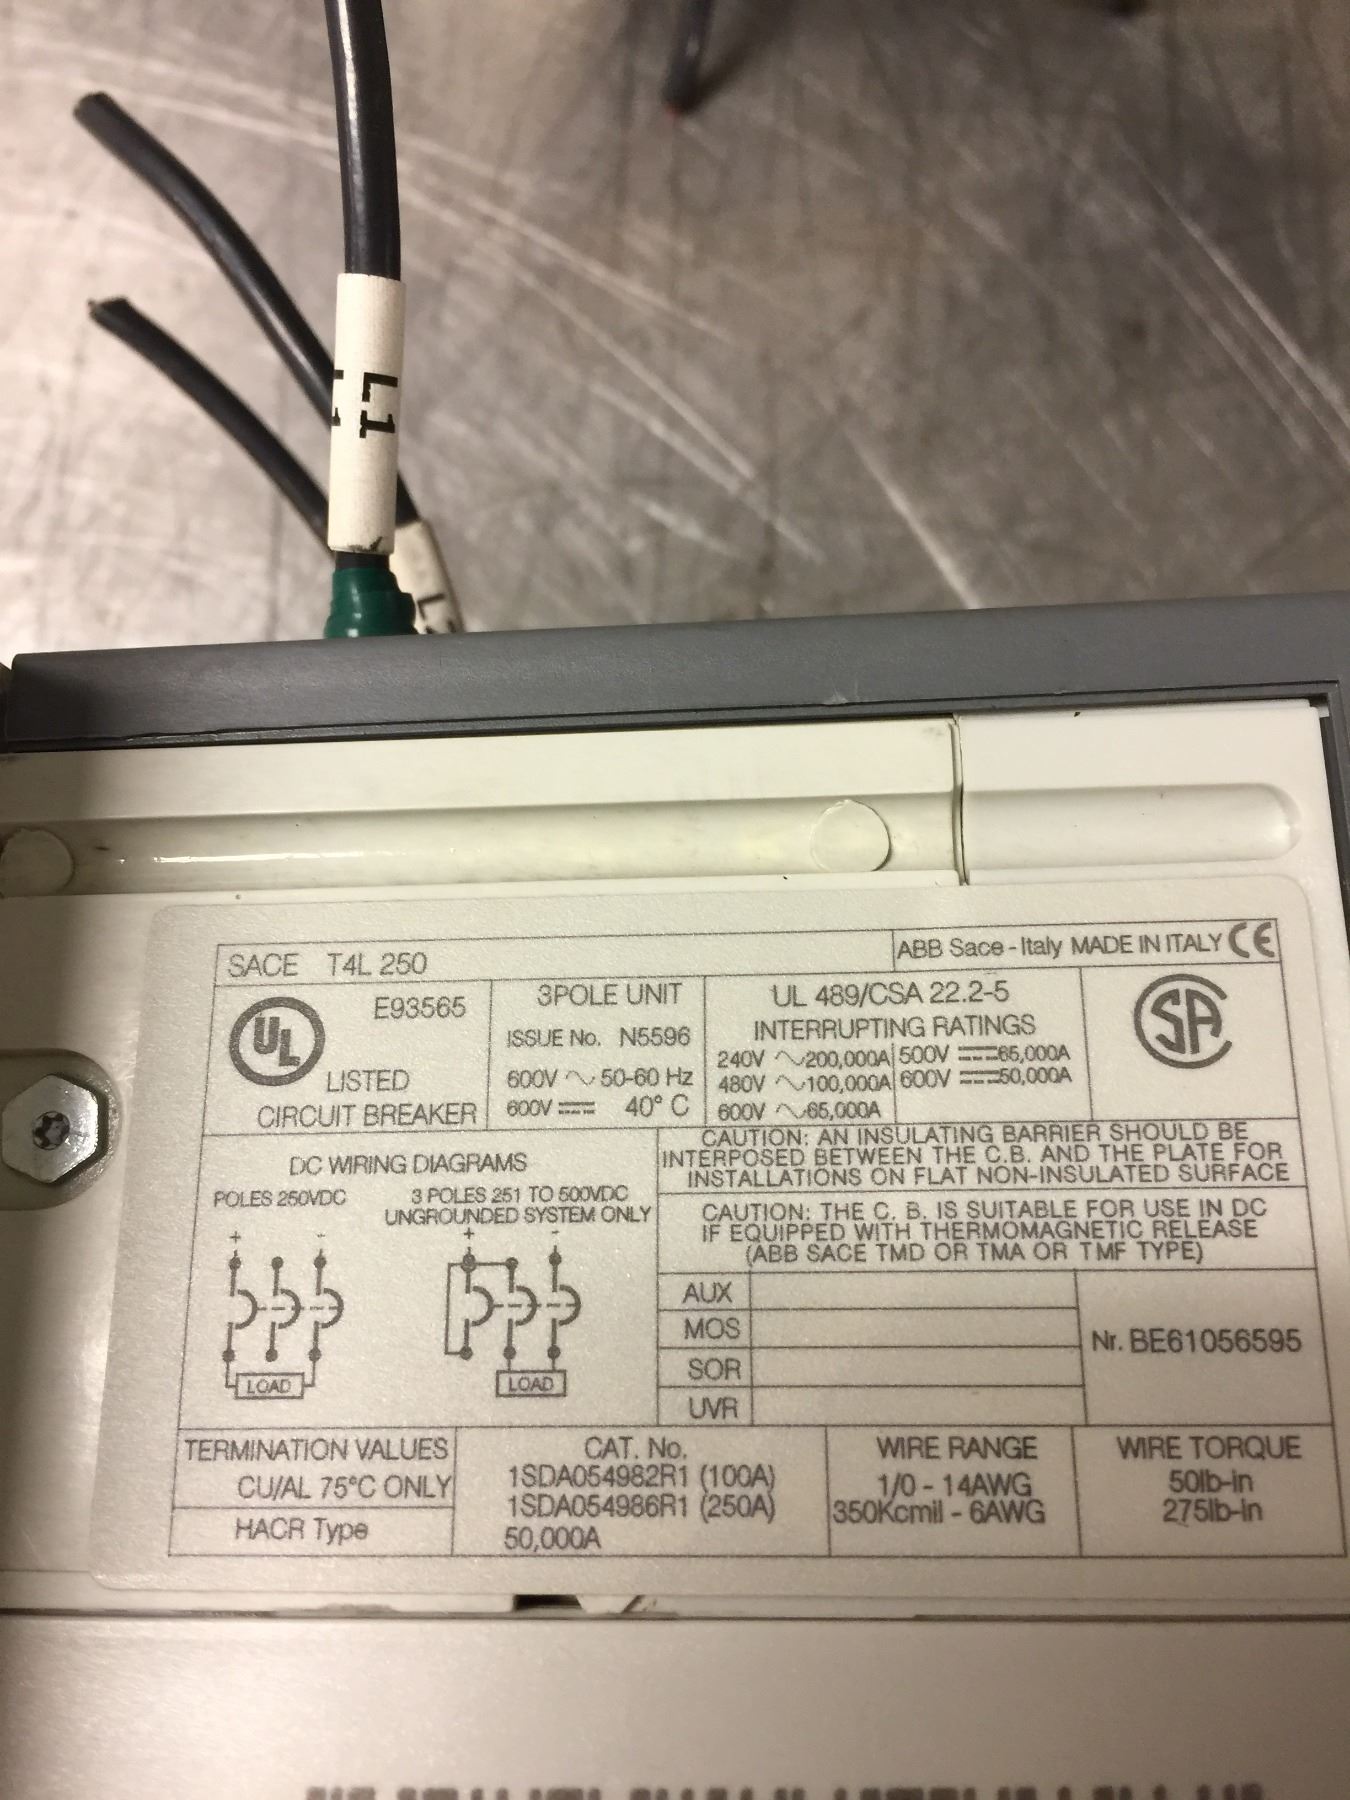 L1
SACE T4L 250
ABB Sace - Italy MADE IN ITALY CE
UL
E93565
LISTED
CIRCUIT BREAKER
3POLE UNIT
ISSUE No. N5596
600V ~ 50-60 Hz
600V ⎓ 40° C
UL 489/CSA 22.2-5
INTERRUPTING RATINGS
240V ~200,000A 500V ⎓65,000A
480V ~100,000A 600V ⎓50,000A
600V ~65,000A
SA
DC WIRING DIAGRAMS
POLES 250VDC
3 POLES 251 TO 500VDC
UNGROUNDED SYSTEM ONLY
+ -
+ -
LOAD
LOAD
CAUTION: AN INSULATING BARRIER SHOULD BE
INTERPOSED BETWEEN THE C.B. AND THE PLATE FOR
INSTALLATIONS ON FLAT NON-INSULATED SURFACE
CAUTION: THE C. B. IS SUITABLE FOR USE IN DC
IF EQUIPPED WITH THERMOMAGNETIC RELEASE
(ABB SACE TMD OR TMA OR TMF TYPE)
AUX
MOS
SOR
UVR
Nr. BE61056595
TERMINATION VALUES
CU/AL 75°C ONLY
HACR Type
CAT. No.
1SDA054982R1 (100A)
1SDA054986R1 (250A)
50,000A
WIRE RANGE
1/0 - 14AWG
350Kcmil - 6AWG
WIRE TORQUE
50lb-in
275lb-in